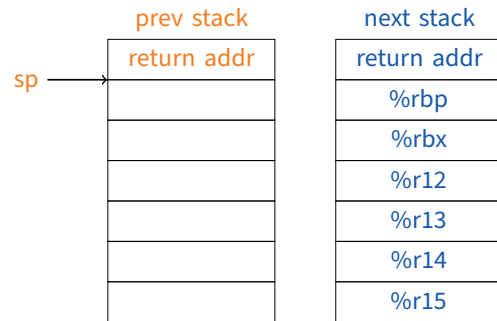 prev stack
next stack
return addr
return addr
sp
%rbp
%rbx
%r12
%r13
%r14
%r15